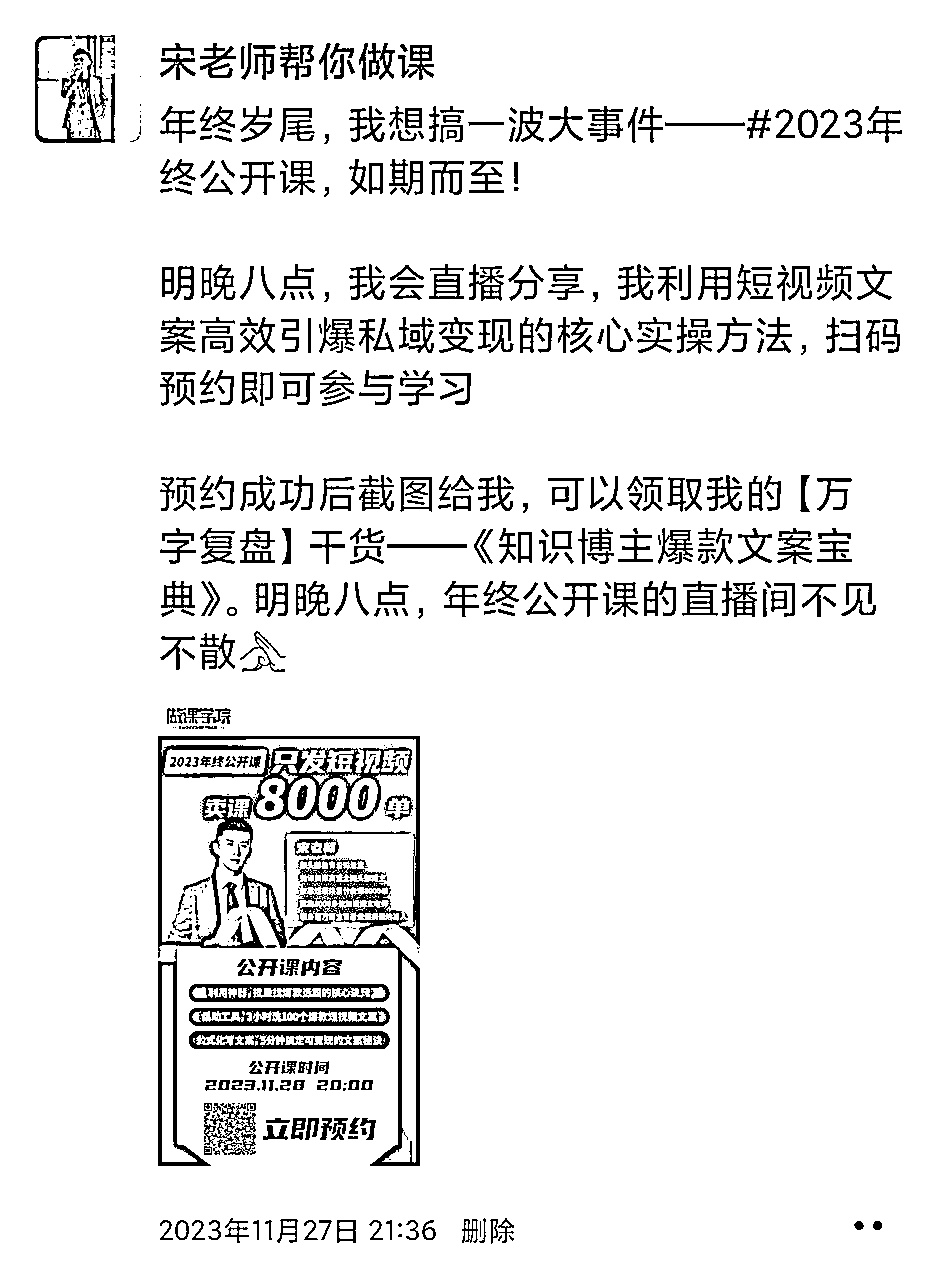 宋老师帮你做课
年终岁尾，我想搞一波大事件——#2023年
终公开课，如期而至！
明晚八点，我会直播分享，我利用短视频文
案高效引爆私域变现的核心实操方法，扫码
预约即可参与学习
预约成功后截图给我，可以领取我的【万
字复盘】干货——《知识博主爆款文案宝
典》。明晚八点，年终公开课的直播间不见
不散
做课学院
2023年终公开课
只发短视频
卖课8000单
宋老师
公开课内容
公开课时间
2023.11.28 20:00
立即预约
2023年11月27日 21:36 删除